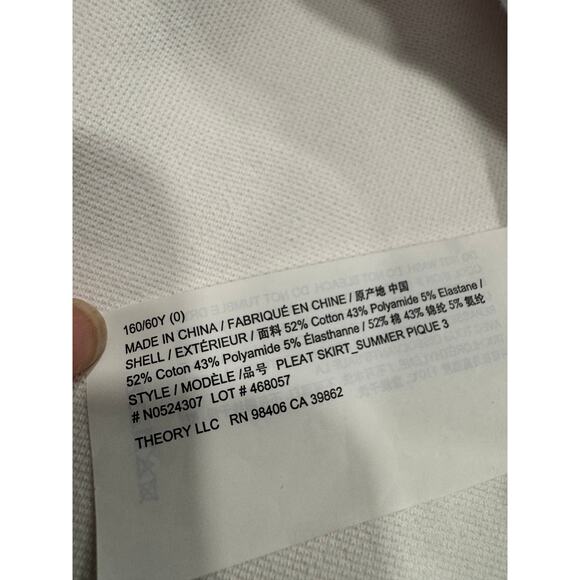 160/60Y (0)
MADE IN CHINA / FABRIQUÉ EN CHINE / 原产地 中国
SHELL / EXTÉRIEUR / 面料 52% Cotton 43% Polyamide 5% Elastane /
52% Coton 43% Polyamide 5% Élasthanne / 52% 棉 43% 锦纶 5% 氨纶
STYLE / MODÈLE / 品号 PLEAT SKIRT_SUMMER PIQUE 3
# N0524307 LOT # 468057
THEORY LLC RN 98406 CA 39862